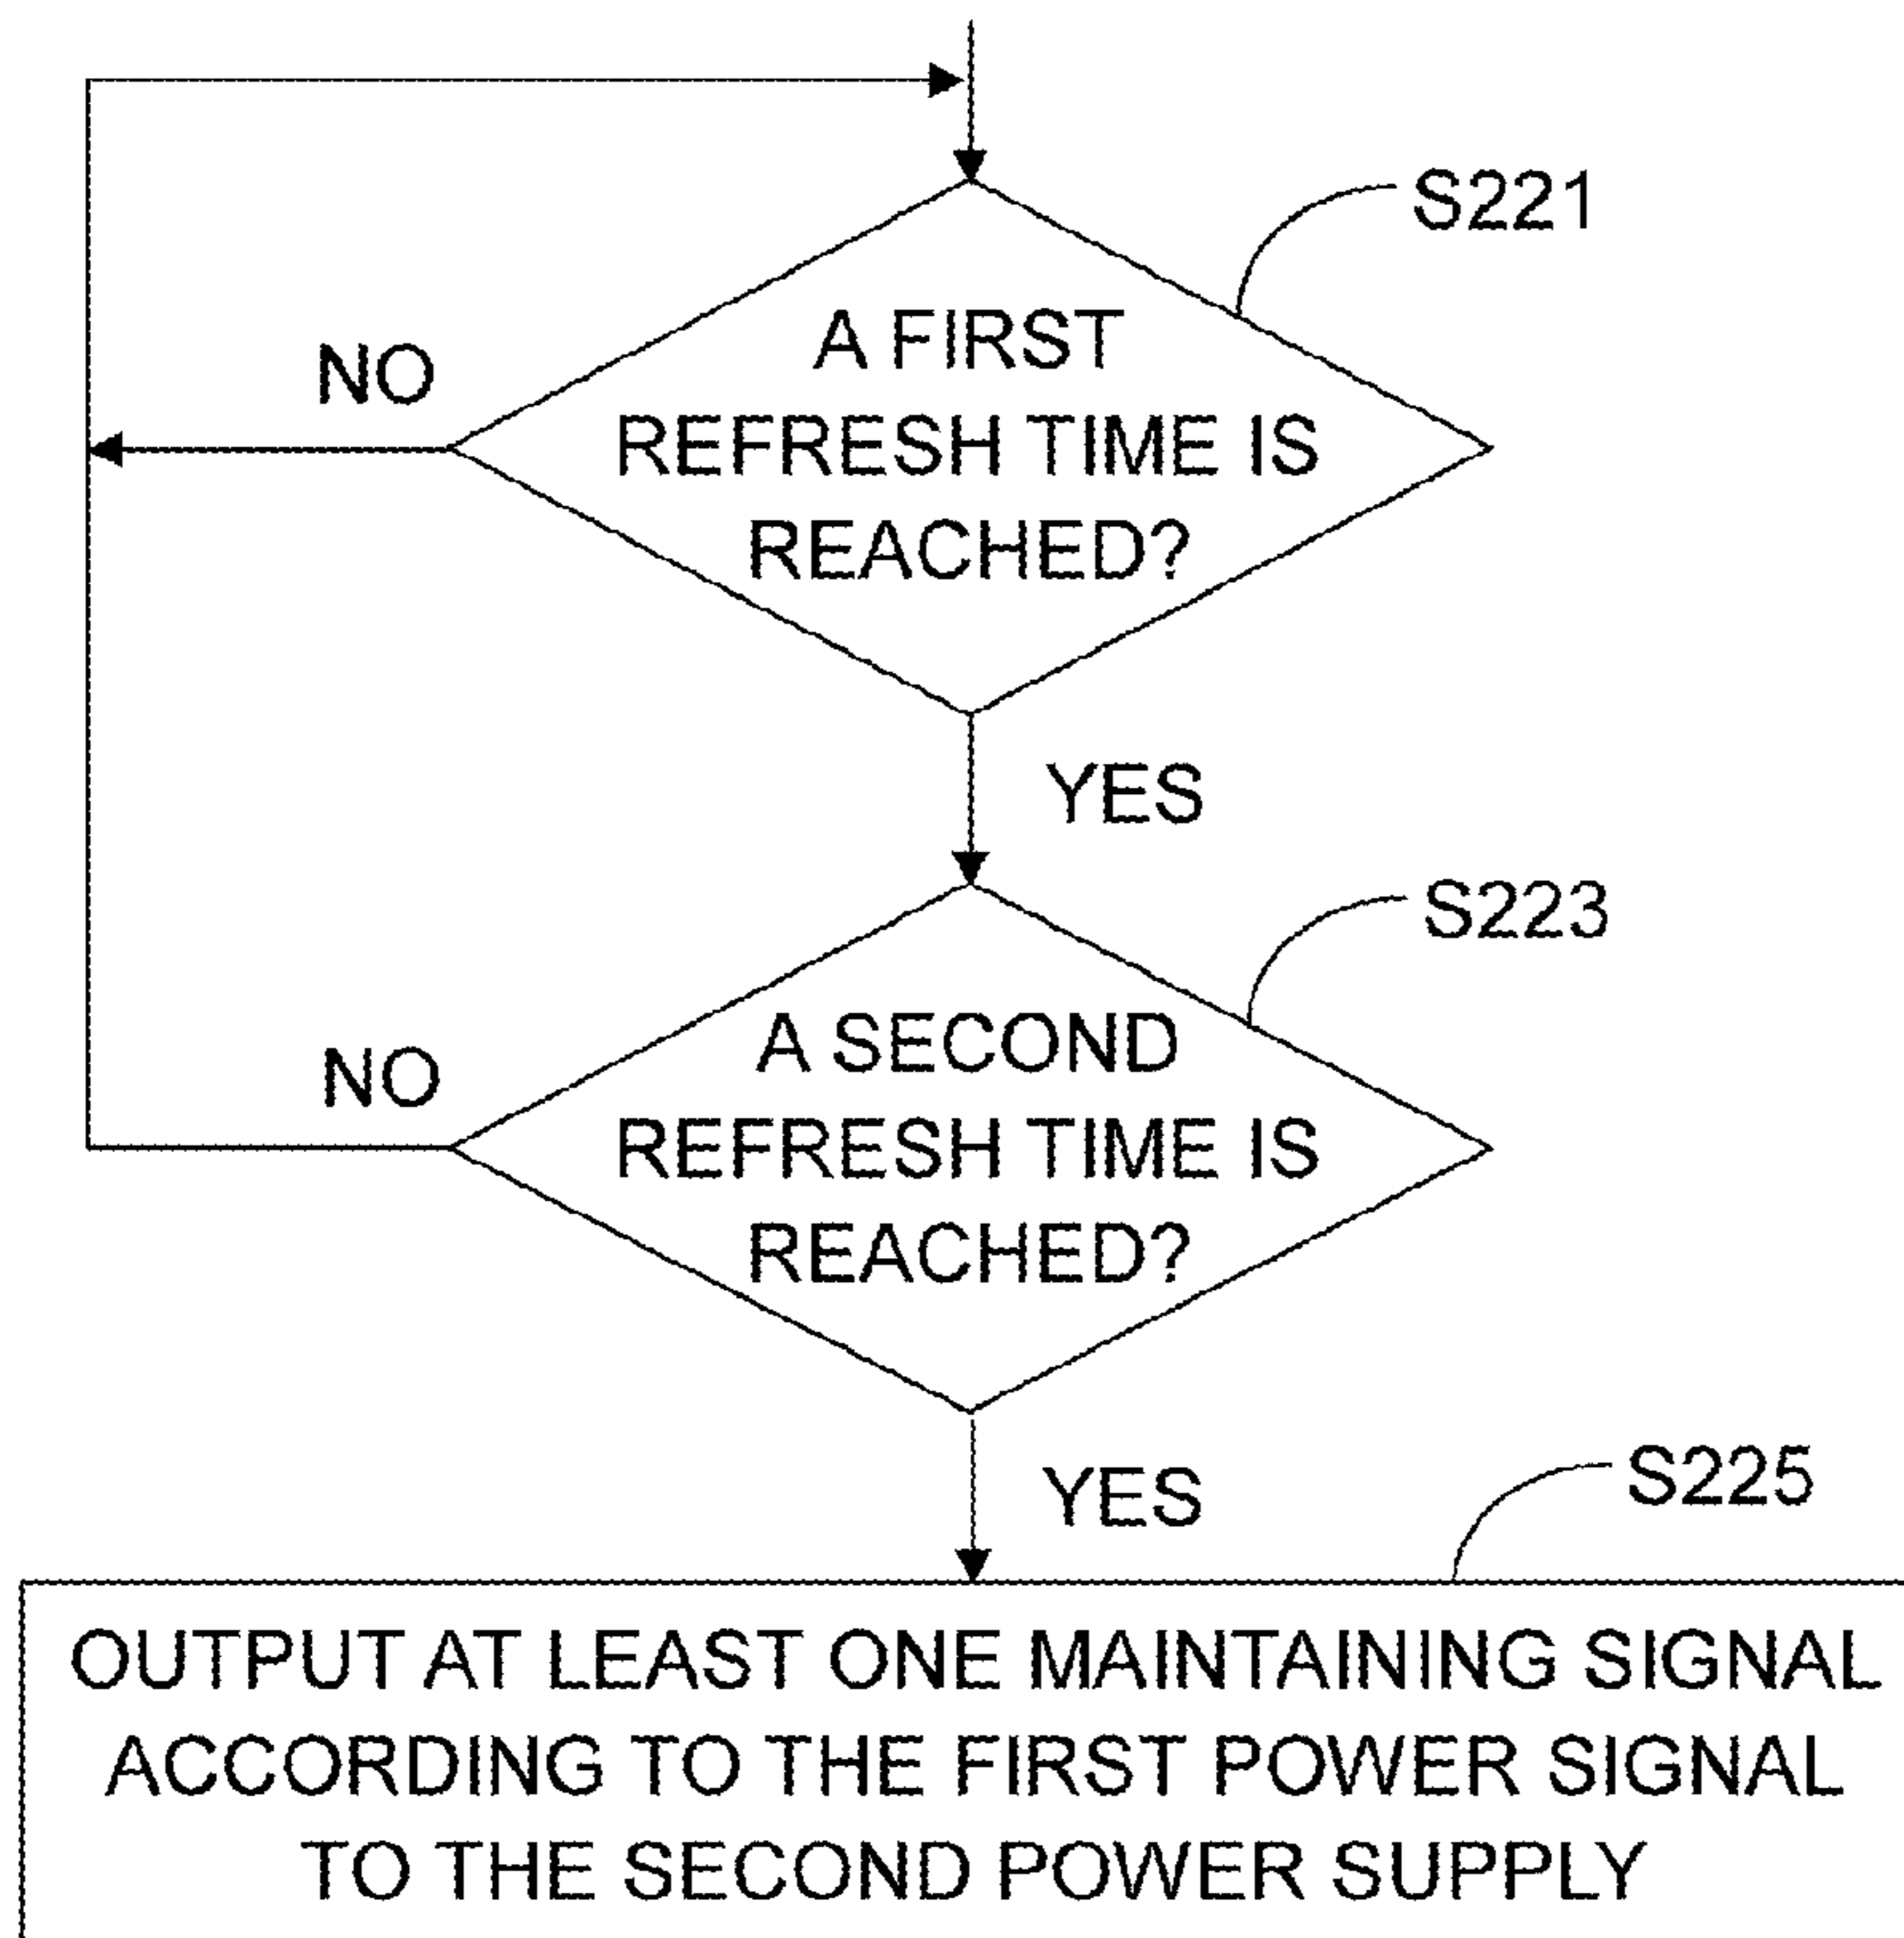 S221
A FIRST
REFRESH TIME IS
REACHED?
NO
YES
S223
A SECOND
REFRESH TIME IS
REACHED?
NO
YES
S225
OUTPUT AT LEAST ONE MAINTAINING SIGNAL
ACCORDING TO THE FIRST POWER SIGNAL
TO THE SECOND POWER SUPPLY